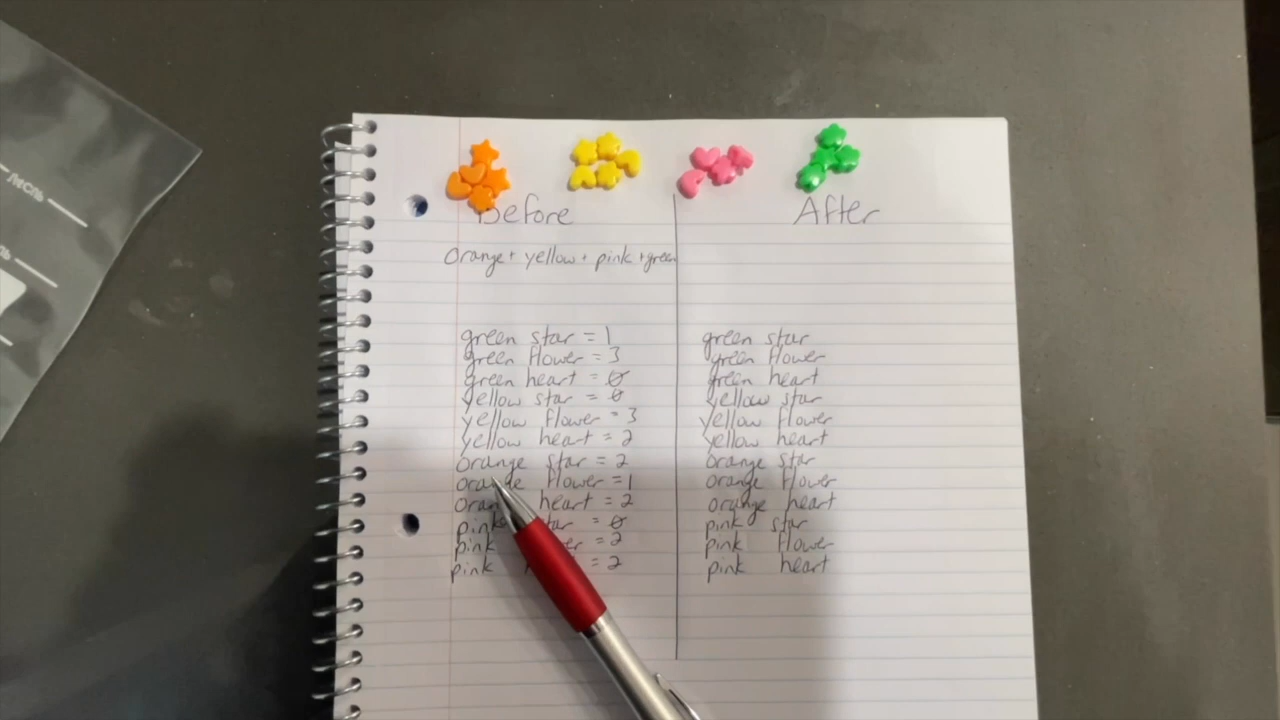 Before
After
Orange + yellow + pink + green
green star = 1
green flower = 3
green heart = 0
yellow star = 0
yellow flower = 3
yellow heart = 2
orange star = 2
orange flower = 1
orange heart = 2
pink star = 0
pink = 2
pink = 2
green star
green flower
green heart
yellow star
yellow flower
yellow heart
orange star
orange flower
orange heart
pink star
pink flower
pink heart